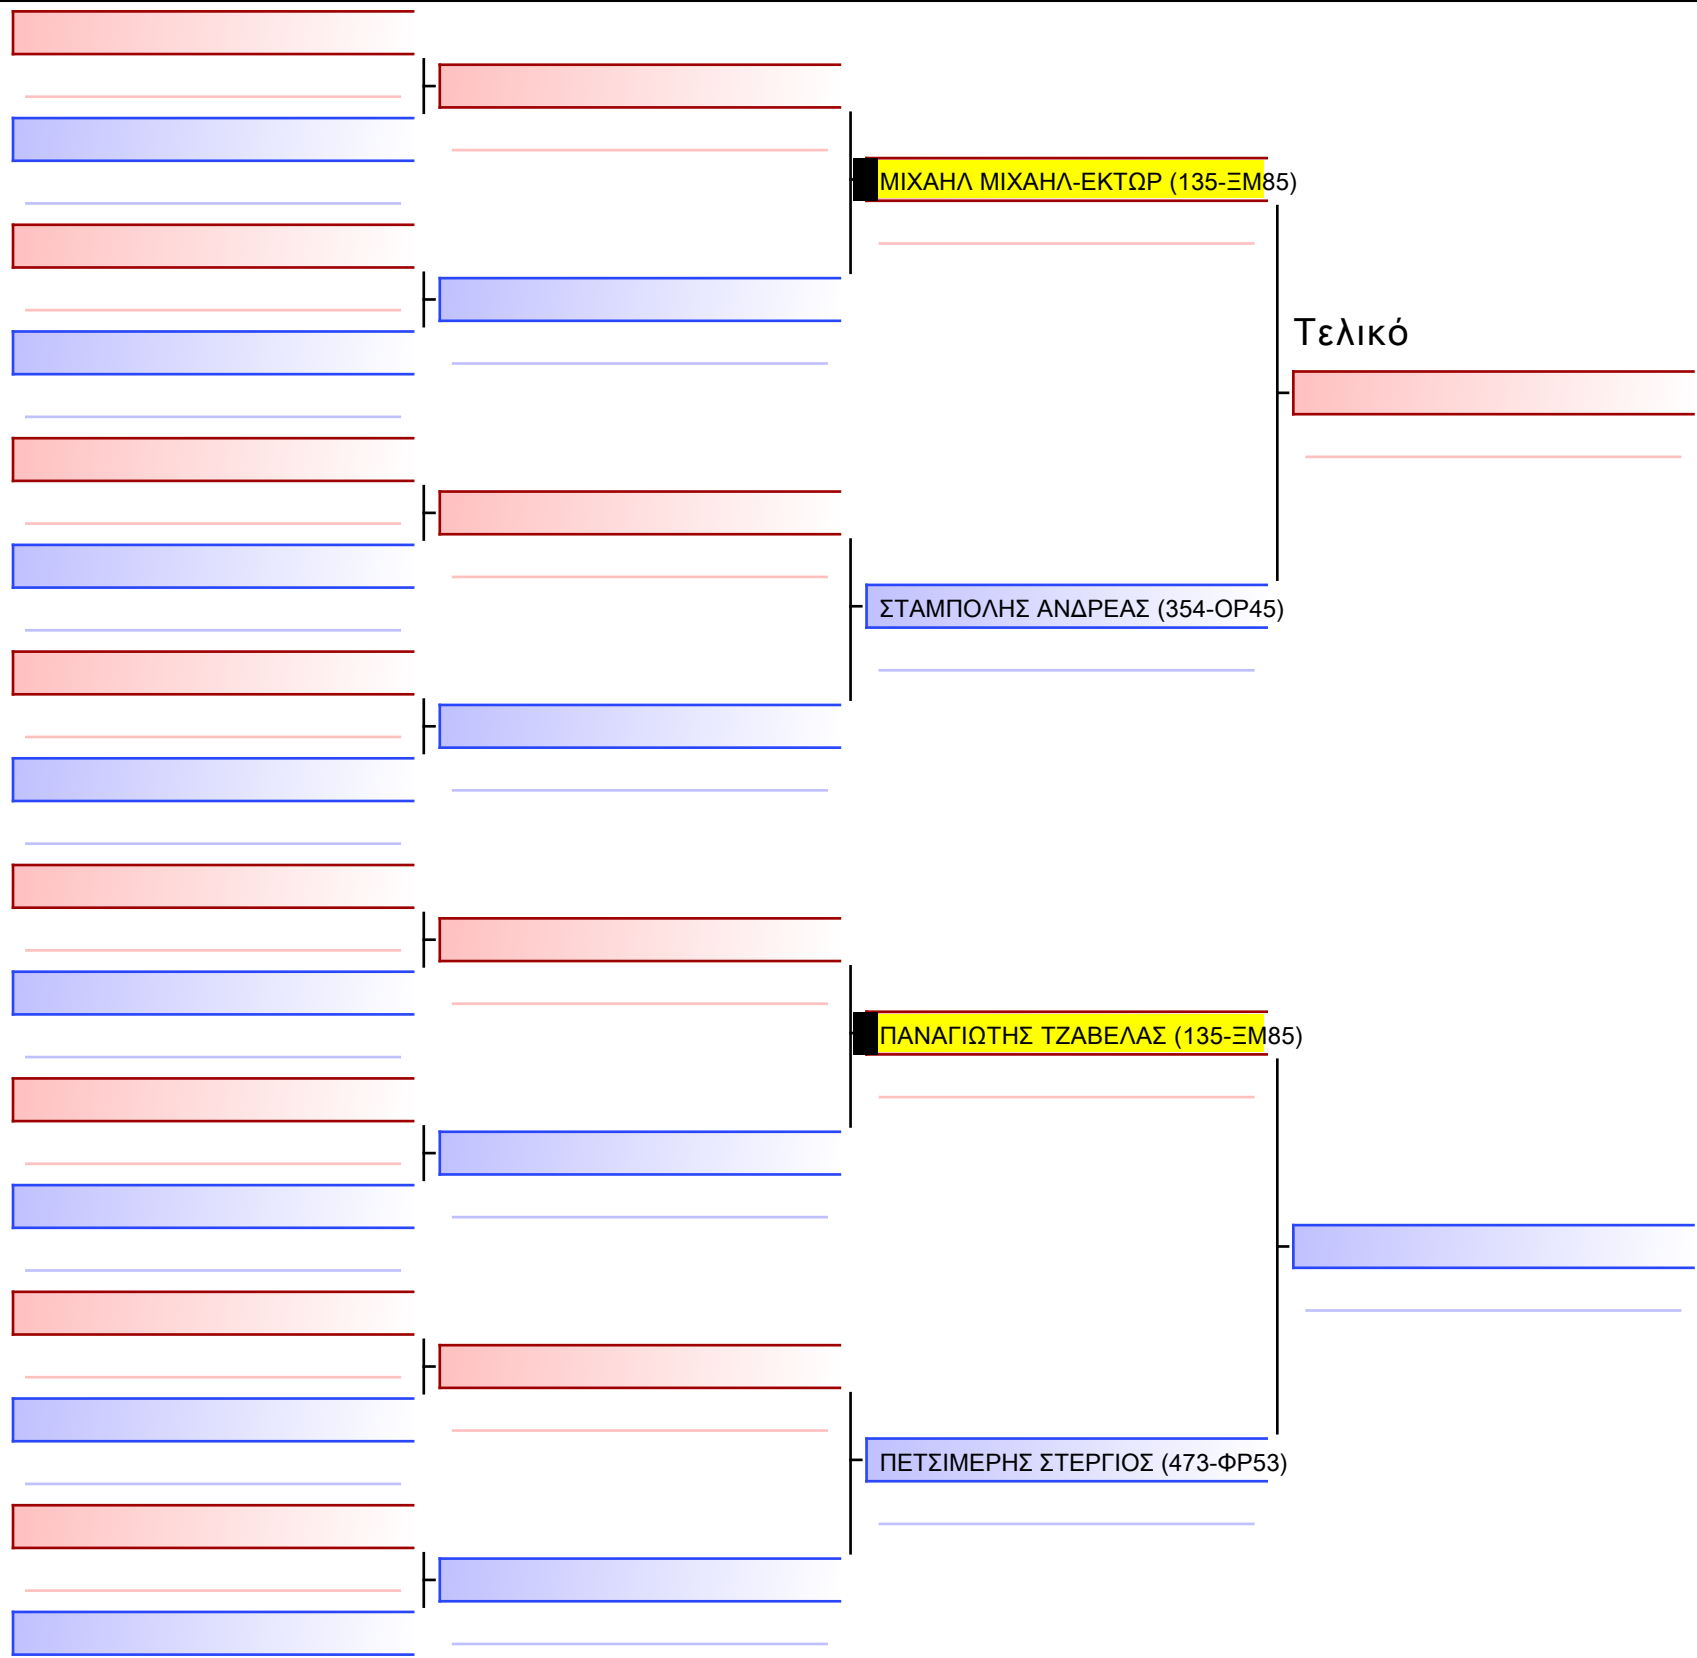 ΜΙΧΑΗΛ ΜΙΧΑΗΛ-ΕΚΤΩΡ (135-ΞΜ85)
Τελικό
ΣΤΑΜΠΟΛΗΣ ΑΝΔΡΕΑΣ (354-ΟΡ45)
ΠΑΝΑΓΙΩΤΗΣ ΤΖΑΒΕΛΑΣ (135-ΞΜ85)
ΠΕΤΣΙΜΕΡΗΣ ΣΤΕΡΓΙΟΣ (473-ΦΡ53)